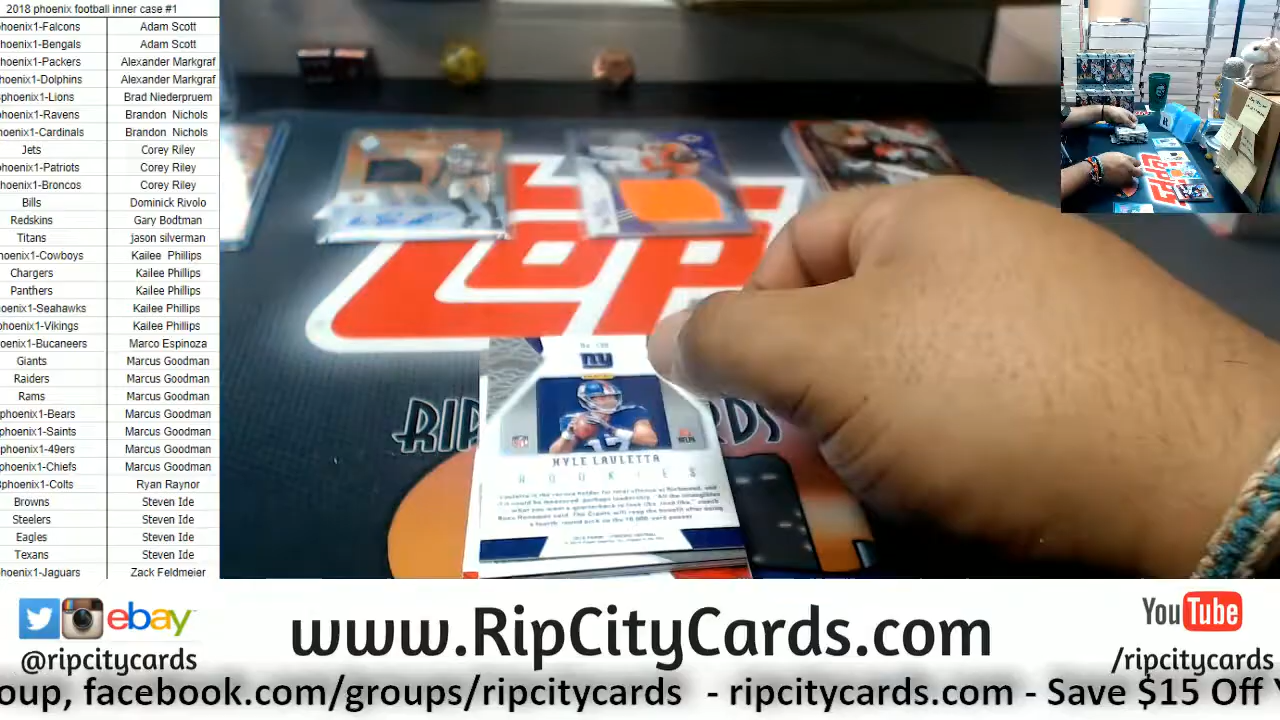 2018 phoenix football inner case #1
hoenix1-Falcons Adam Scott
hoenix1-Bengals Adam Scott
hoenix1-Packers Alexander Markgraf
hoenix1-Dolphins Alexander Markgraf
phoenix1-Lions Brad Niederpruem
hoenix1-Ravens Brandon Nichols
oenix1-Cardinals Brandon Nichols
Jets Corey Riley
hoenix1-Patriots Corey Riley
hoenix1-Broncos Corey Riley
Bills Dominick Rivolo
Redskins Gary Bodtman
Titans jason silverman
hoenix1-Cowboys Kailee Phillips
Chargers Kailee Phillips
Panthers Kailee Phillips
oenix1-Seahawks Kailee Phillips
hoenix1-Vikings Kailee Phillips
enix1-Bucaneers Marco Espinoza
Giants Marcus Goodman
Raiders Marcus Goodman
Rams Marcus Goodman
phoenix1-Bears Marcus Goodman
phoenix1-Saints Marcus Goodman
phoenix1-49ers Marcus Goodman
hoenix1-Chiefs Marcus Goodman
phoenix1-Colts Ryan Raynor
Browns Steven Ide
Steelers Steven Ide
Eagles Steven Ide
Texans Steven Ide
hoenix1-Jaguars Zack Feldmeier
RIP RDS
NY
KYLE LAULETTA
ROOKIES
ebay
@ripcitycards
www.RipCityCards.com
YouTube
/ripcitycards
oup, facebook.com/groups/ripcitycards - ripcitycards.com - Save $15 Off